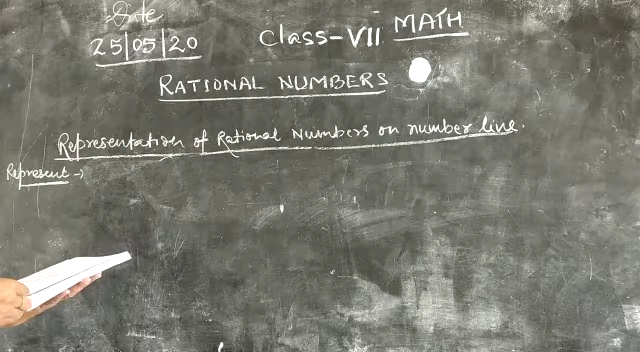 Date
25/05/20
Class-VII MATH
RATIONAL NUMBERS
Representation of Rational Numbers on number line.
Represent →